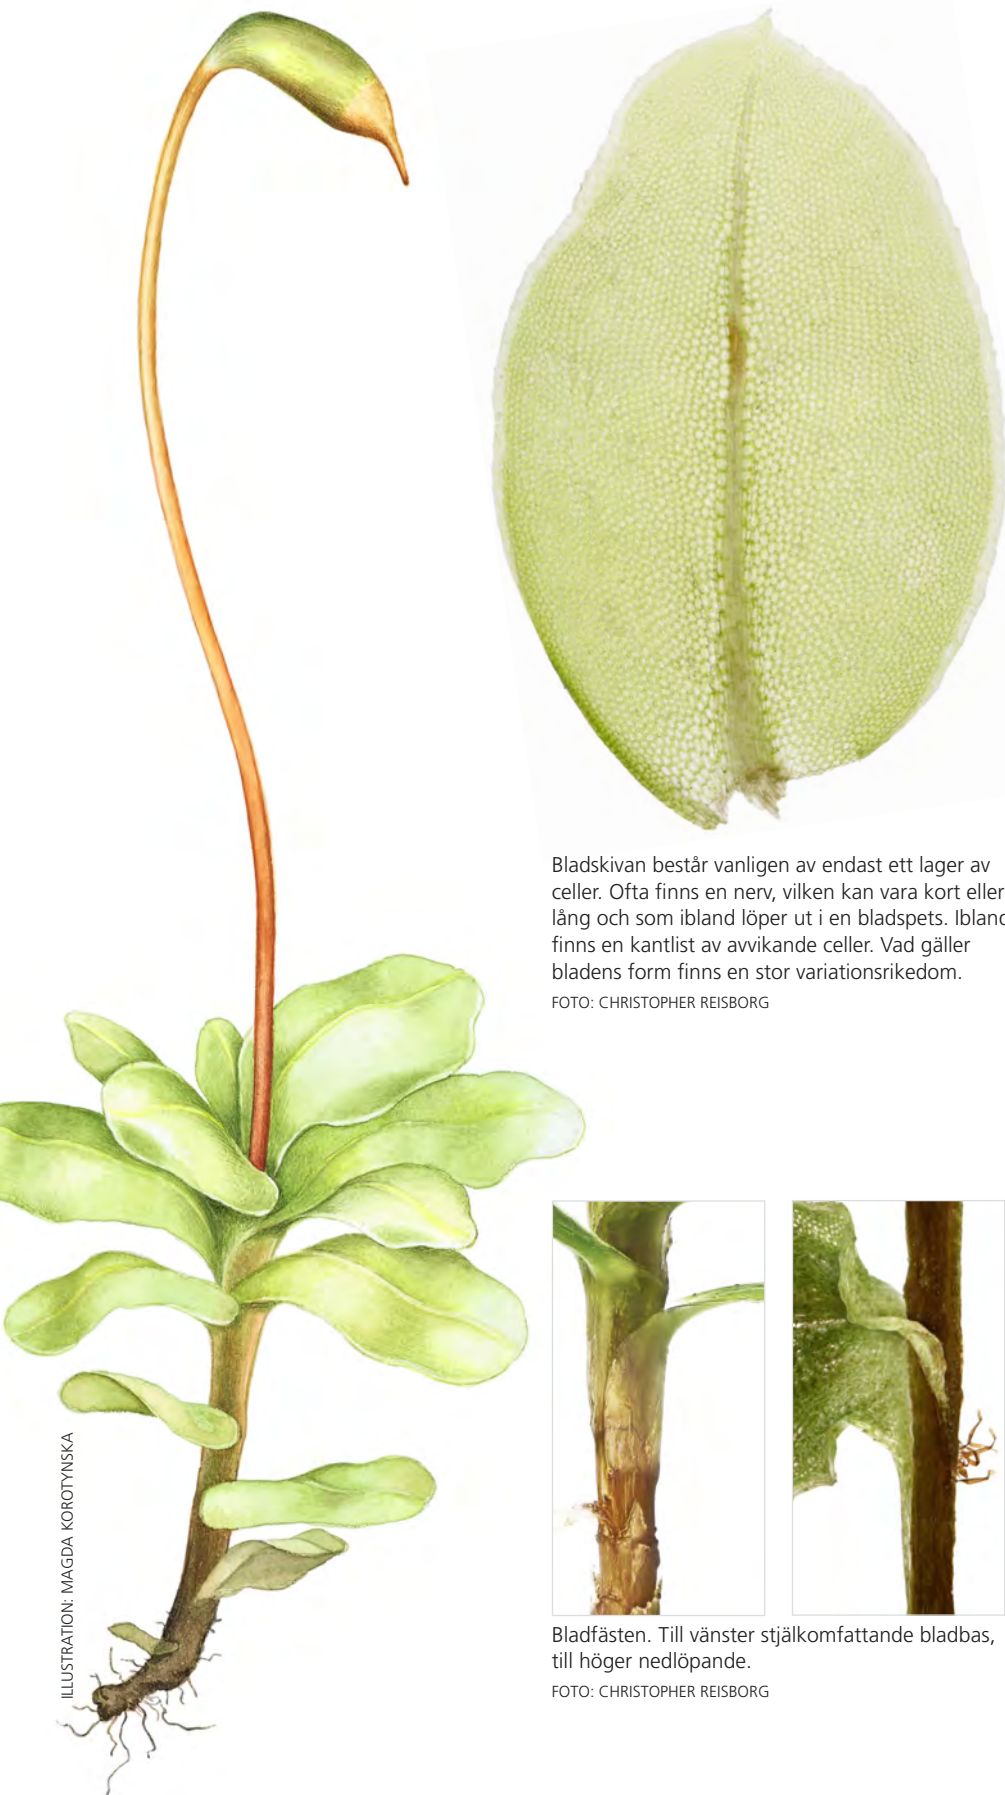 Bladskivan består vanligen av endast ett lager av
celler. Ofta finns en nerv, vilken kan vara kort eller
lång och som ibland löper ut i en bladspets. Ibland
finns en kantlist av avvikande celler. Vad gäller
bladens form finns en stor variationsrikedom.
FOTO: CHRISTOPHER REISBORG
ILLUSTRATION: MAGDA KOROTYNSKA
Bladfästen. Till vänster stjälkomfattande bladbas,
till höger nedlöpande.
FOTO: CHRISTOPHER REISBORG